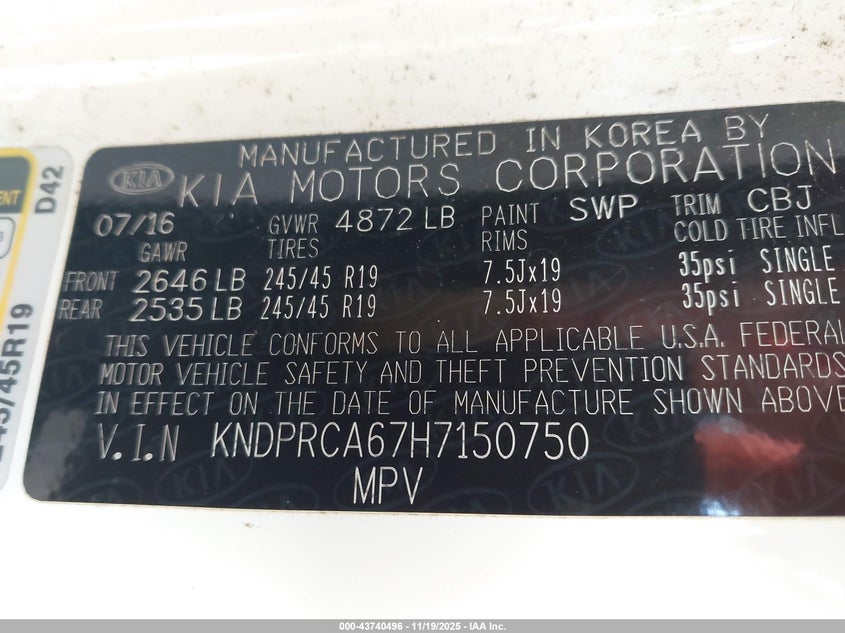 MANUFACTURED IN KOREA BY
KIA KIA MOTORS CORPORATION
07/16 GVWR 4872 LB PAINT SWP TRIM CBJ
GAWR TIRES RIMS COLD TIRE INFL
FRONT 2646 LB 245/45 R19 7.5Jx19 35psi SINGLE
REAR 2535 LB 245/45 R19 7.5Jx19 35psi SINGLE
THIS VEHICLE CONFORMS TO ALL APPLICABLE U.S.A. FEDERAL
MOTOR VEHICLE SAFETY AND THEFT PREVENTION STANDARDS
IN EFFECT ON THE DATE OF MANUFACTURE SHOWN ABOVE
V.I.N KNDPRCA67H7150750
MPV
D42
245/45R19
000-43740496 - 11/19/2025 - IAA Inc.